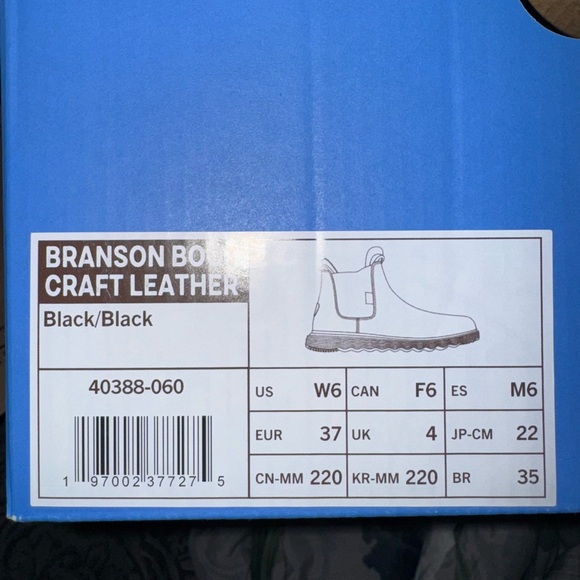 BRANSON BOOT
CRAFT LEATHER
Black/Black
40388-060
1 97002 37727 5
US W6 CAN F6 ES M6
EUR 37 UK 4 JP-CM 22
CN-MM 220 KR-MM 220 BR 35